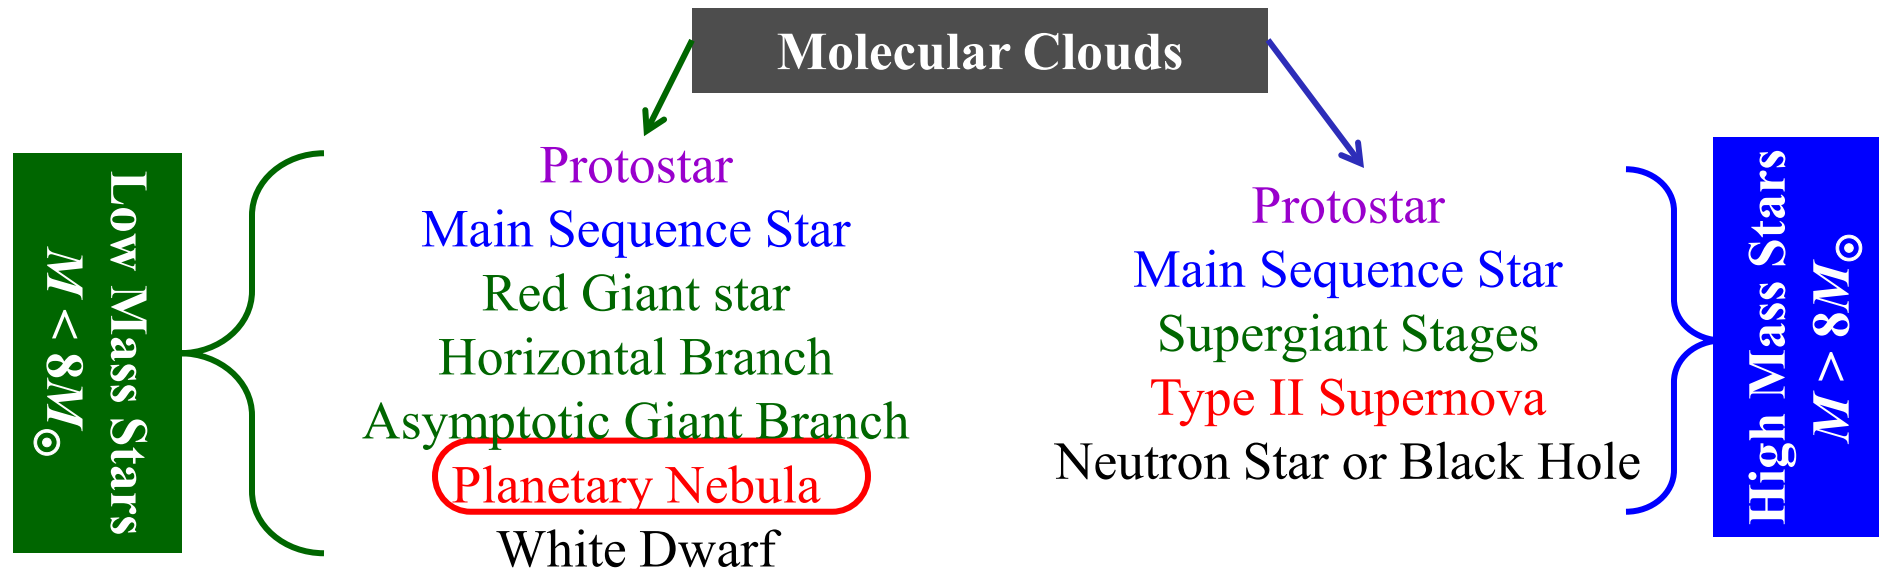 Molecular Clouds
Low Mass Stars
M < 8M⊙
Protostar
Main Sequence Star
Red Giant star
Horizontal Branch
Asymptotic Giant Branch
Planetary Nebula
White Dwarf
Protostar
Main Sequence Star
Supergiant Stages
Type II Supernova
Neutron Star or Black Hole
High Mass Stars
M > 8M⊙